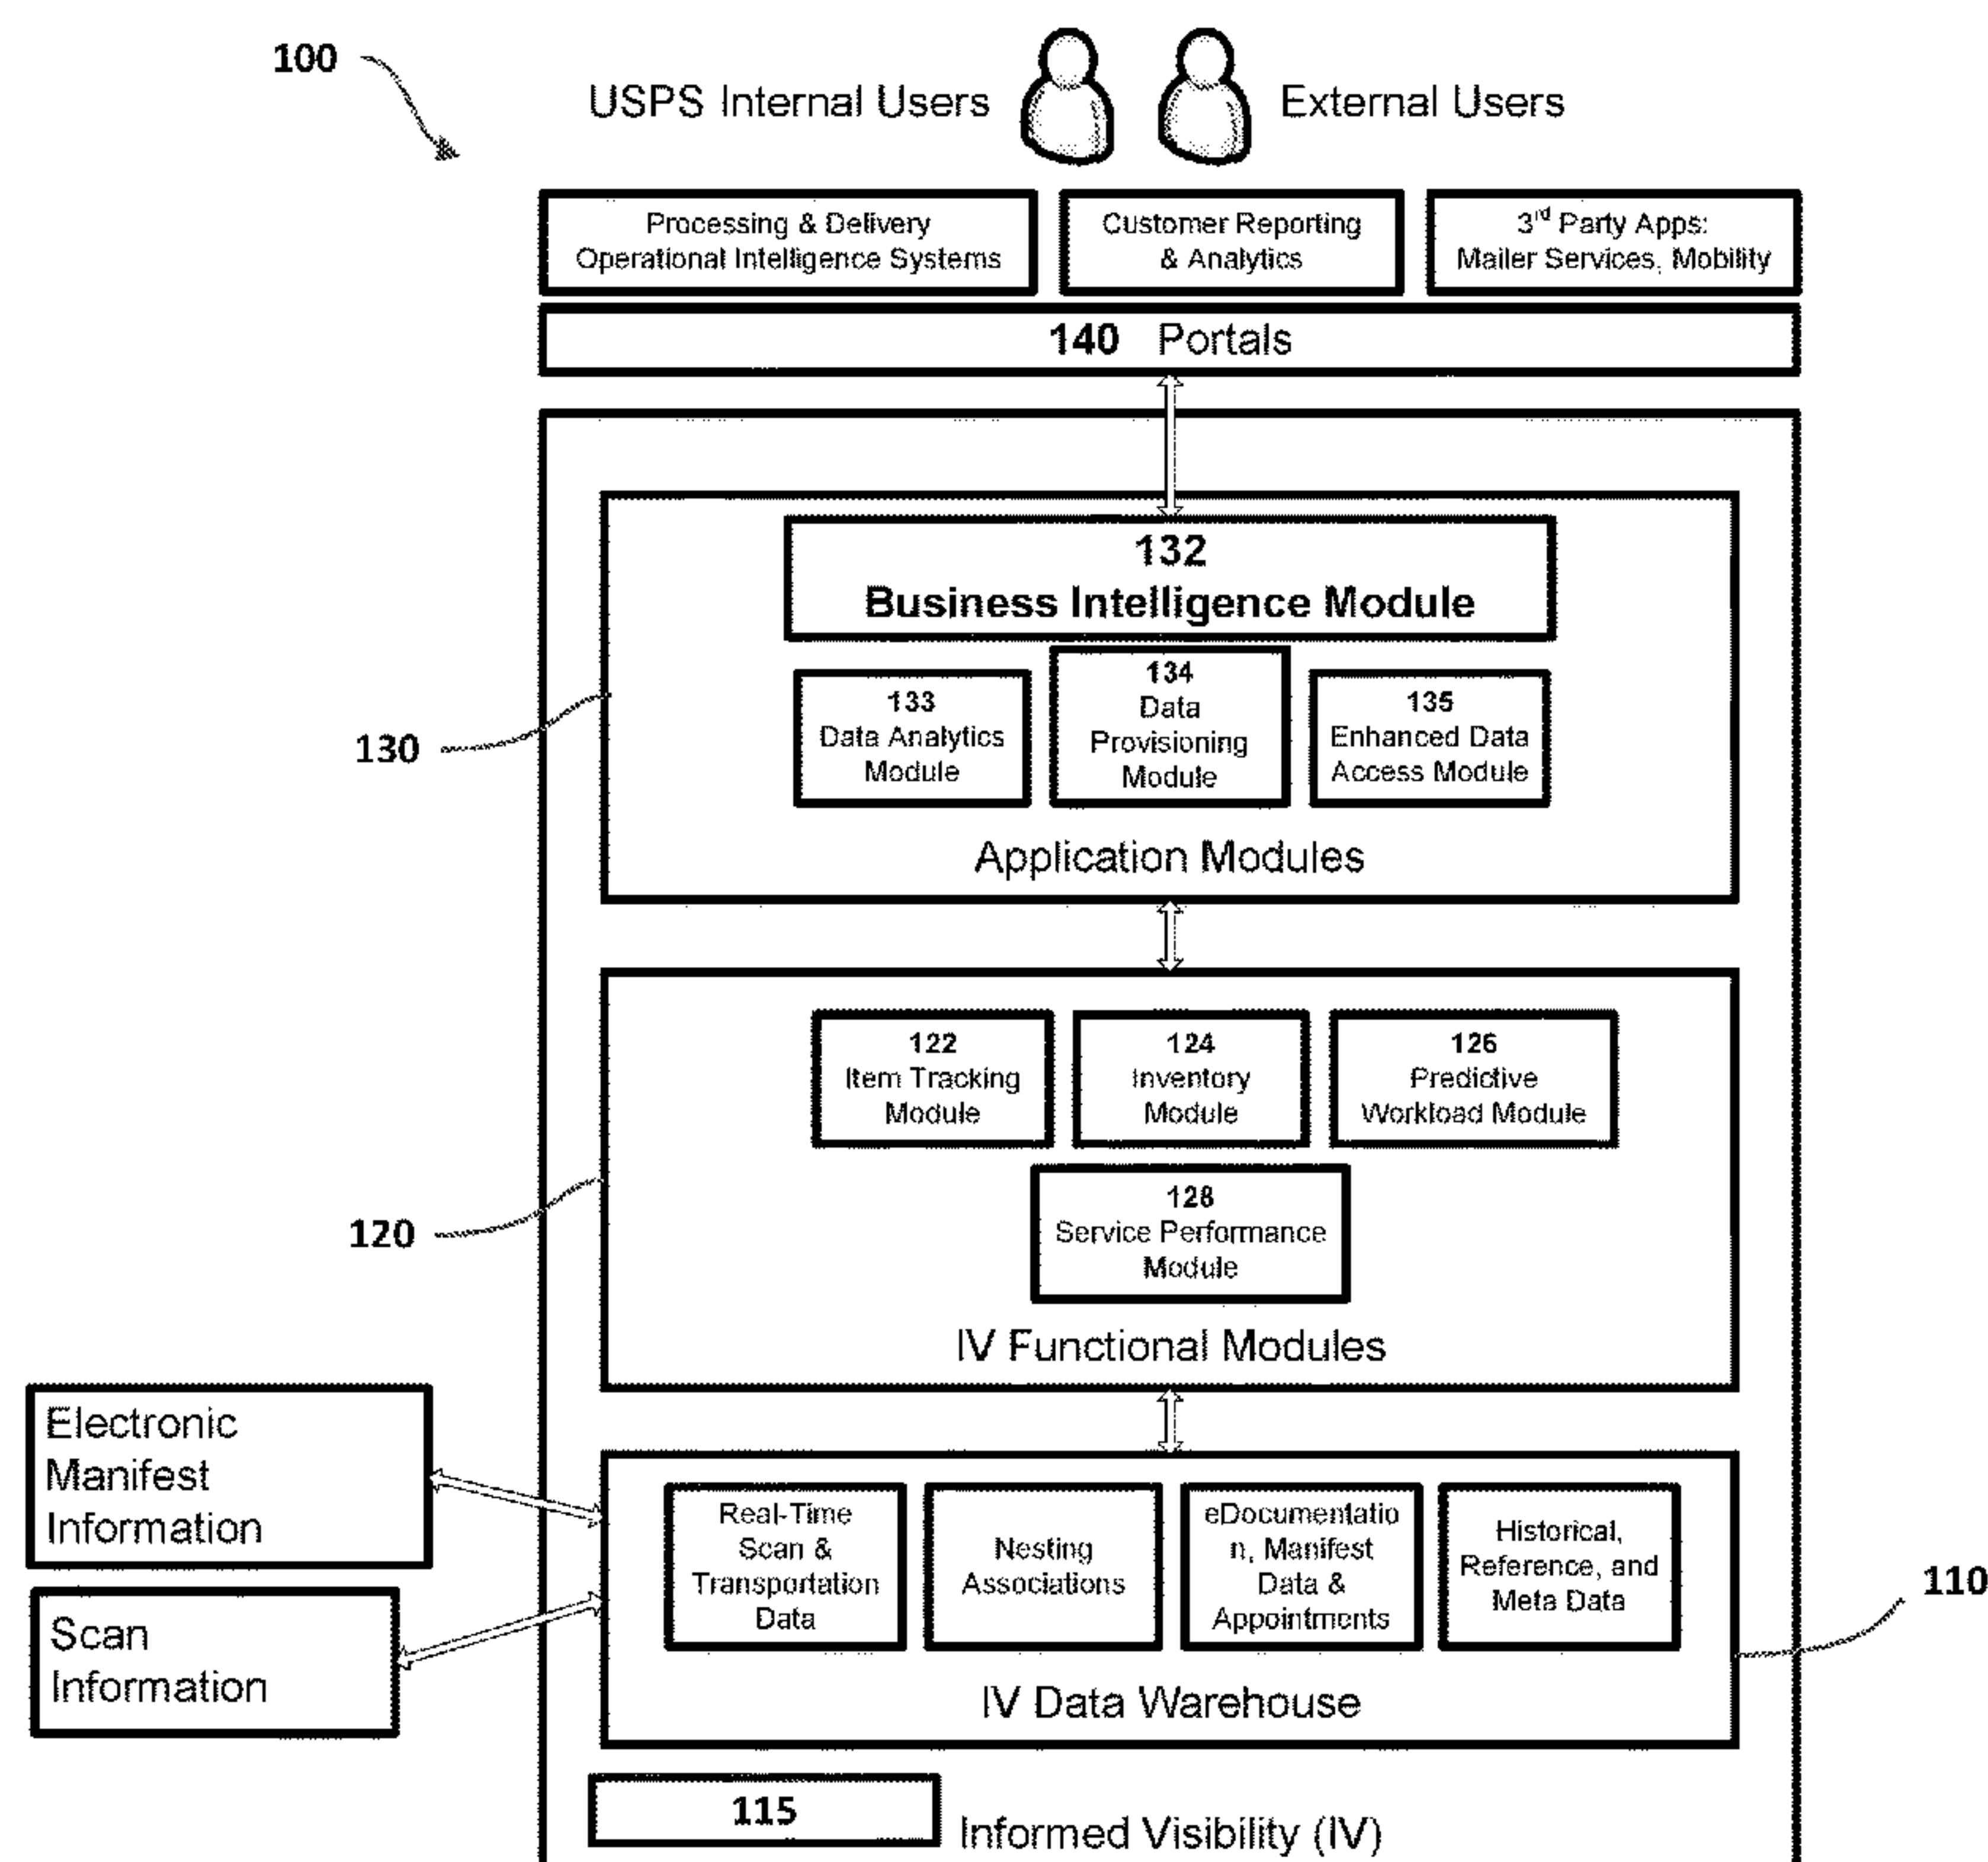 100
USPS Internal Users
External Users
Processing & Delivery
Operational Intelligence Systems
Customer Reporting
& Analytics
3rd Party Apps:
Mailer Services, Mobility
140 Portals
132
Business Intelligence Module
133
Data Analytics
Module
134
Data
Provisioning
Module
135
Enhanced Data
Access Module
130
Application Modules
122
Item Tracking
Module
124
Inventory
Module
126
Predictive
Workload Module
128
Service Performance
Module
120
IV Functional Modules
Electronic
Manifest
Information
Scan
Information
Real-Time
Scan &
Transportation
Data
Nesting
Associations
eDocumentatio
n, Manifest
Data &
Appointments
Historical,
Reference, and
Meta Data
110
IV Data Warehouse
115
Informed Visibility (IV)